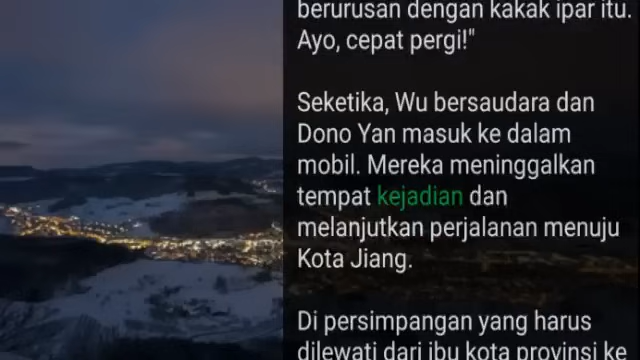 berurusan dengan kakak ipar itu.
Ayo, cepat pergi!"
Seketika, Wu bersaudara dan
Dono Yan masuk ke dalam
mobil. Mereka meninggalkan
tempat kejadian dan
melanjutkan perjalanan menuju
Kota Jiang.
Di persimpangan yang harus
dilewati dari ibu kota provinsi ke